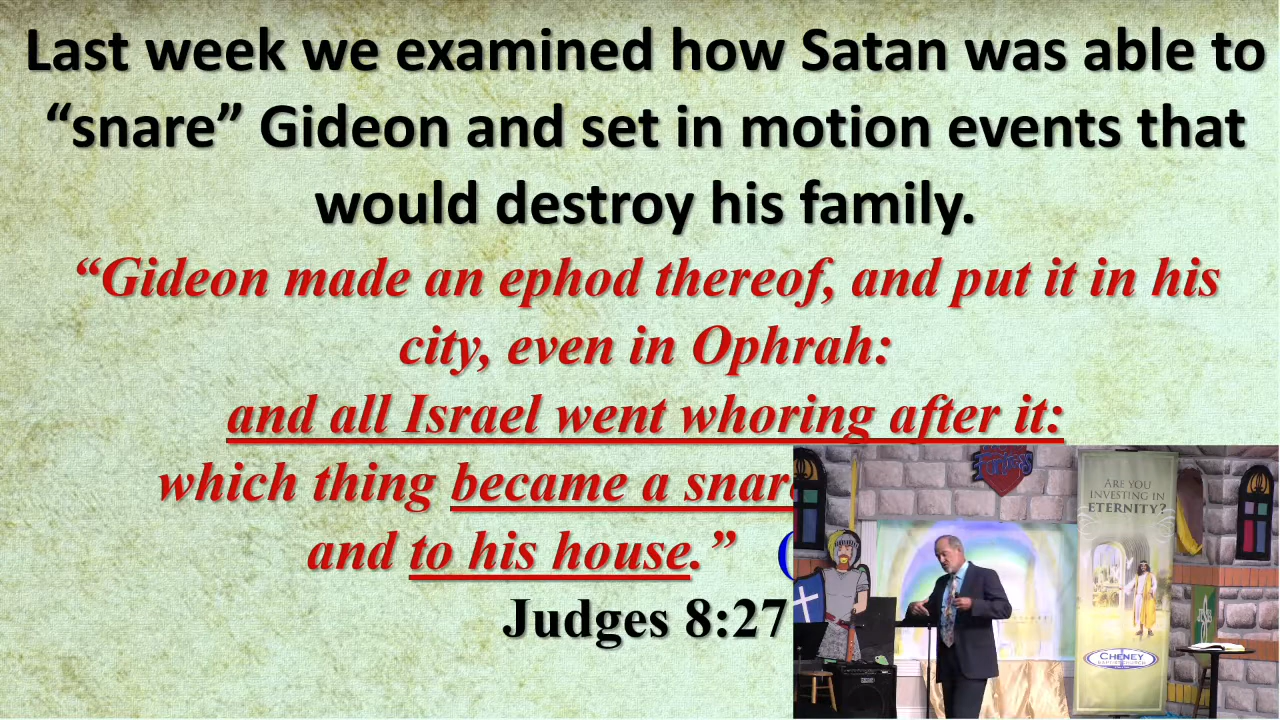 Last week we examined how Satan was able to
“snare” Gideon and set in motion events that
would destroy his family.
“Gideon made an ephod thereof, and put it in his
city, even in Ophrah:
and all Israel went whoring after it:
which thing became a snar
and to his house.” (
Judges 8:27
ARE YOU
INVESTING IN
ETERNITY?
CHENEY
BAPTIST CHURCH